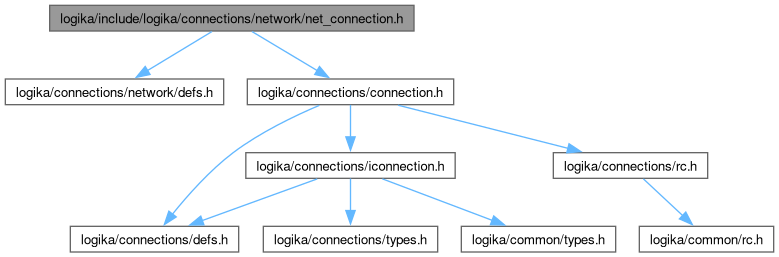 logika/include/logika/connections/network/net_connection.h
logika/connections/network/defs.h
logika/connections/connection.h
logika/connections/iconnection.h
logika/connections/rc.h
logika/connections/defs.h
logika/connections/types.h
logika/common/types.h
logika/common/rc.h